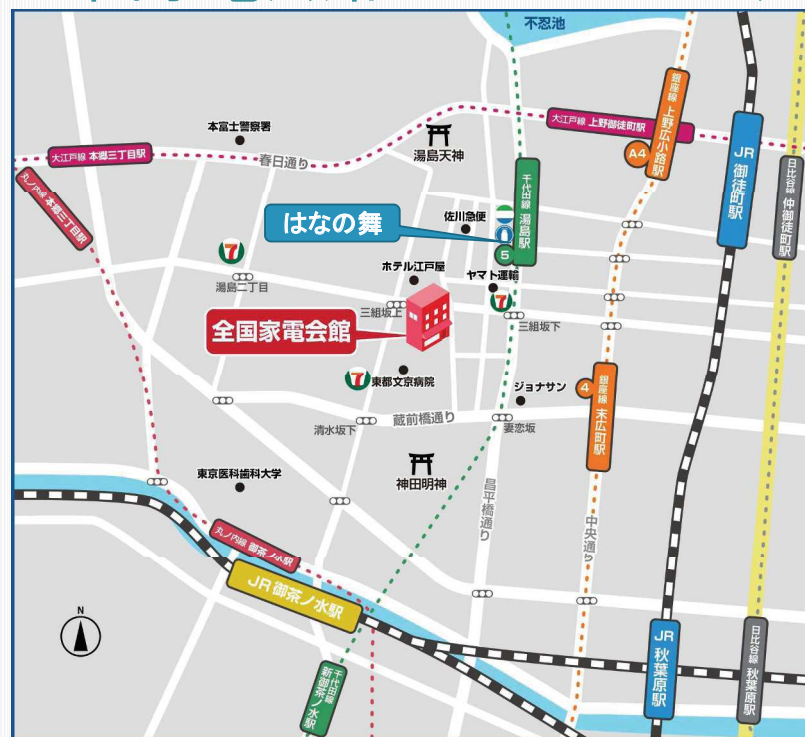 不忍池
銀座線 上野広小路駅
A4
大江戸線 上野御徒町駅
JR 御徒町駅
日比谷線 仲御徒町駅
本富士警察署
湯島天神
大江戸線 本郷三丁目駅
春日通り
丸ノ内線 本郷三丁目駅
千代田線 湯島駅
佐川急便
はなの舞
5
7
湯島二丁目
ホテル江戸屋
ヤマト運輸
7
三組坂上
三組坂下
全国家電会館
7
東都文京病院
ジョナサン
4
銀座線 末広町駅
清水坂下
蔵前橋通り
妻恋坂
東京医科歯科大学
神田明神
昌平橋通り
中央通り
丸ノ内線 御茶ノ水駅
JR 御茶ノ水駅
N
千代田線 新御茶ノ水駅
JR 秋葉原駅
日比谷線 秋葉原駅